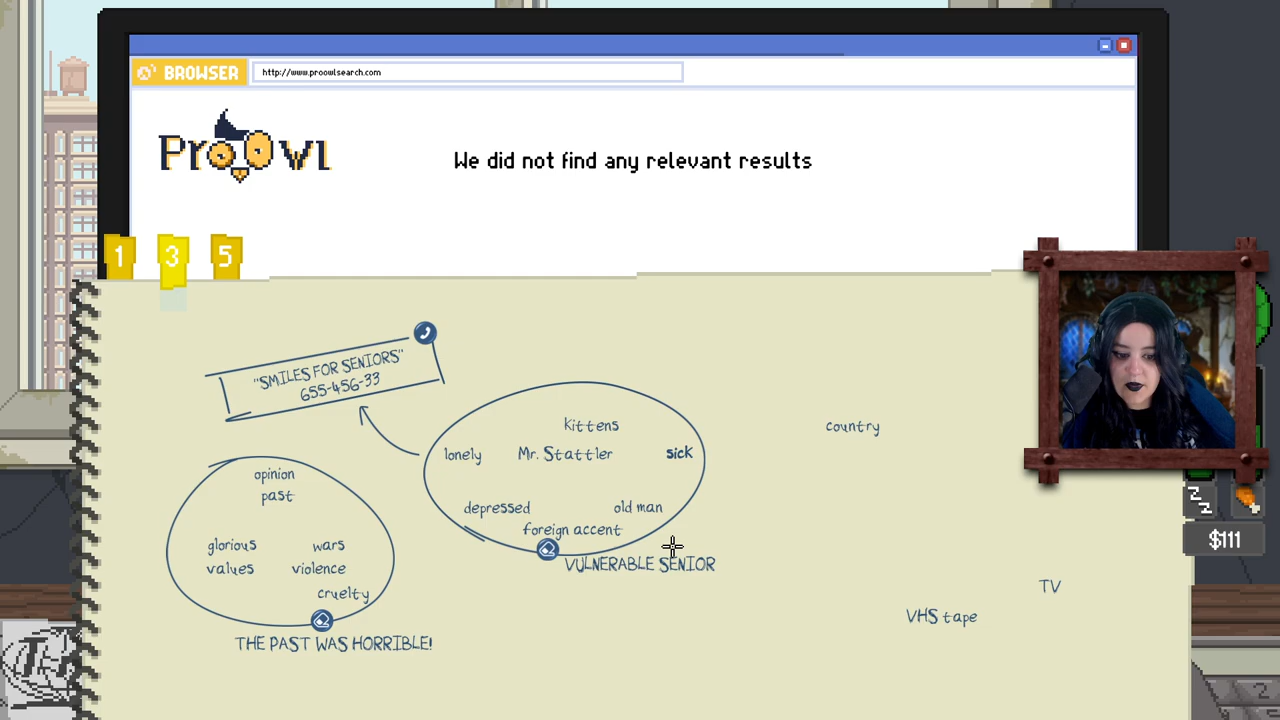 BROWSER
http://www.proowlsearch.com
PrOOwl
We did not find any relevant results
1
3
5
"SMILES FOR SENIORS"
655-456-33
kittens
lonely
Mr. Stattler
sick
depressed
old man
foreign accent
VULNERABLE SENIOR
opinion
past
glorious
wars
values
violence
cruelty
THE PAST WAS HORRIBLE!
country
TV
VHS tape
$111